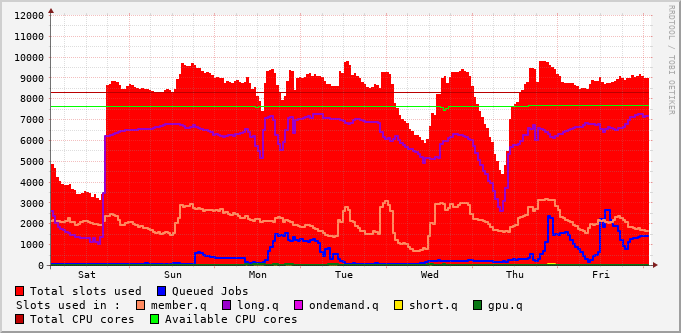 12000
11000
10000
9000
8000
7000
6000
5000
4000
3000
2000
1000
0
Sat Sun Mon Tue Wed Thu Fri
RRDTOOL / TOBI OETIKER
Total slots used Queued Jobs
Slots used in : member.q long.q ondemand.q short.q gpu.q
Total CPU cores Available CPU cores